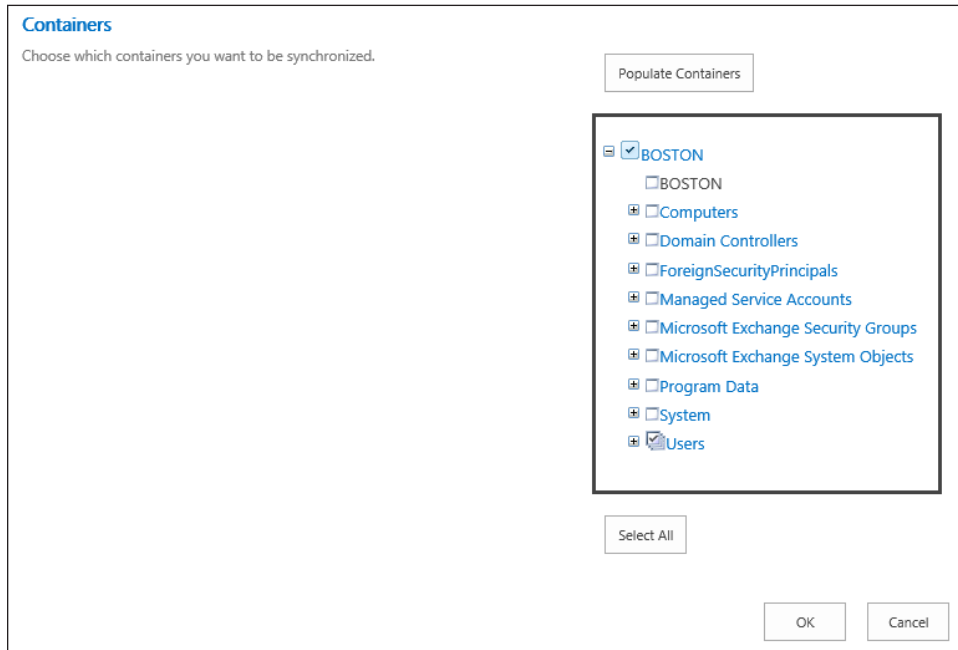 Containers
Choose which containers you want to be synchronized.
Populate Containers
BOSTON
BOSTON
Computers
Domain Controllers
ForeignSecurityPrincipals
Managed Service Accounts
Microsoft Exchange Security Groups
Microsoft Exchange System Objects
Program Data
System
Users
Select All
OK Cancel